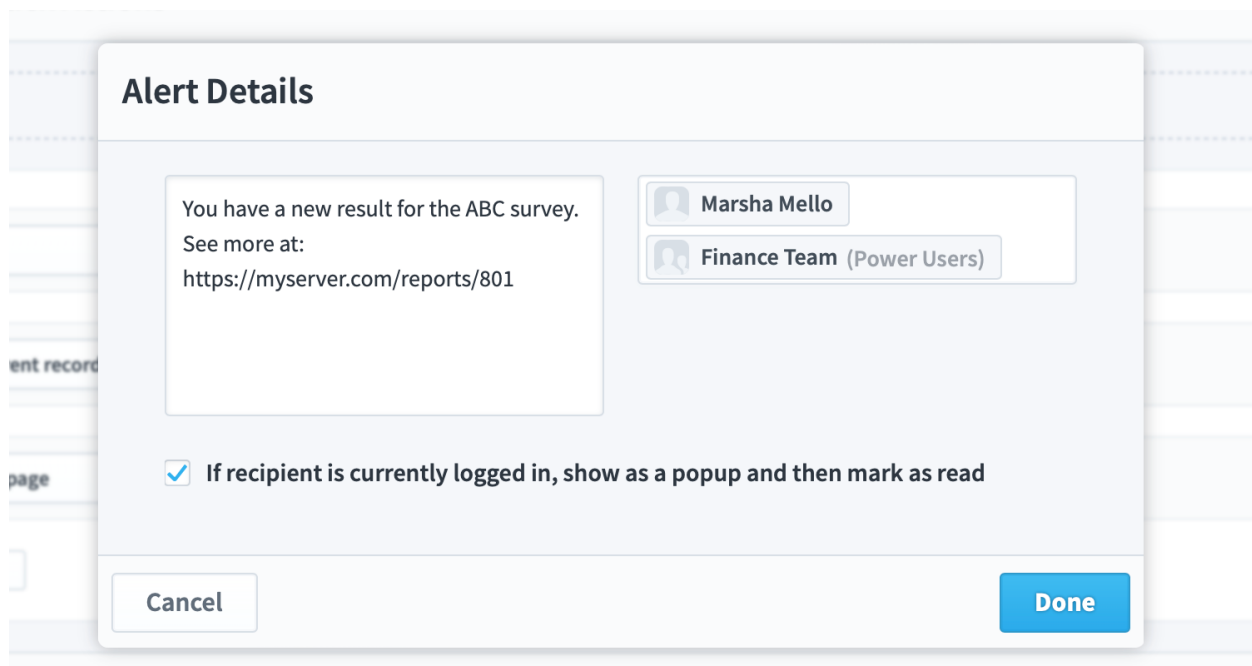 Alert Details
You have a new result for the ABC survey.
See more at:
https://myserver.com/reports/801
Marsha Mello
Finance Team (Power Users)
record
page
If recipient is currently logged in, show as a popup and then mark as read
Cancel
Done